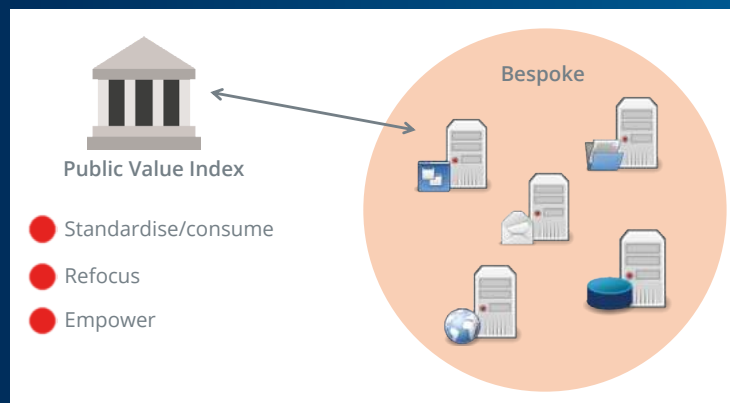 Bespoke
Public Value Index
Standardise/consume
Refocus
Empower